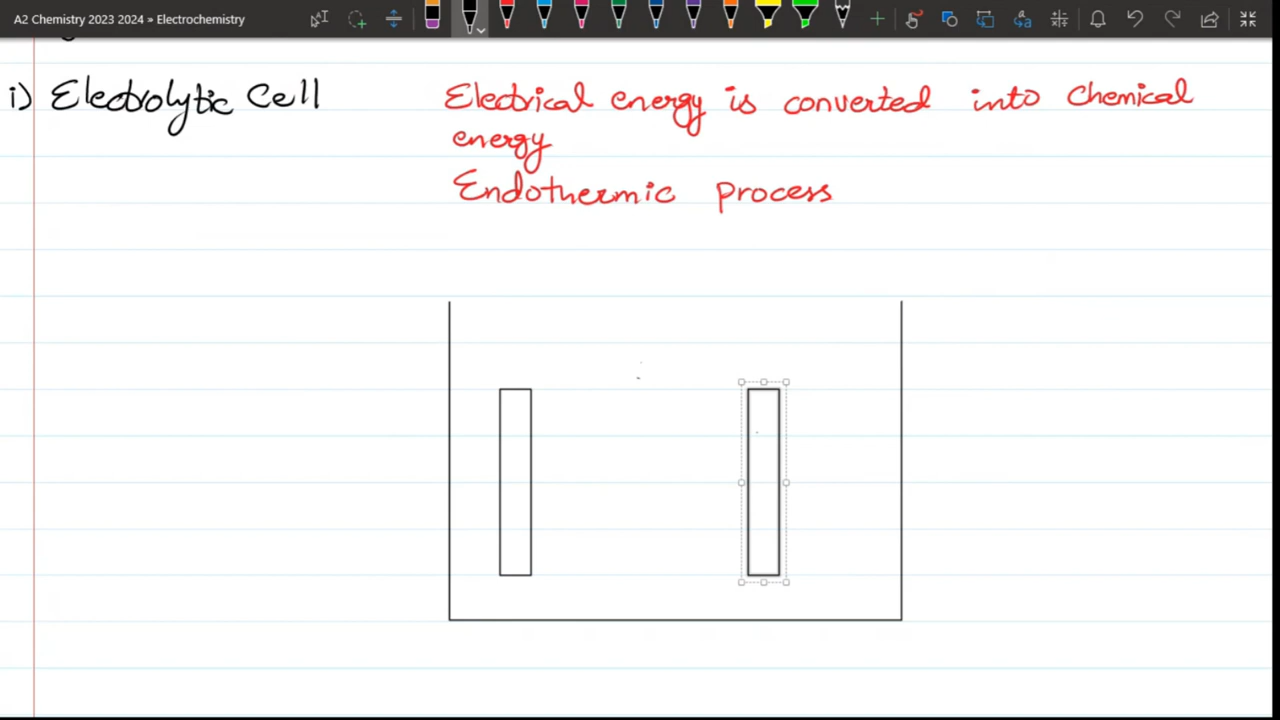 A2 Chemistry 2023 2024 » Electrochemistry
i) Electrolytic Cell
Electrical energy is converted into Chemical
energy
Endothermic process